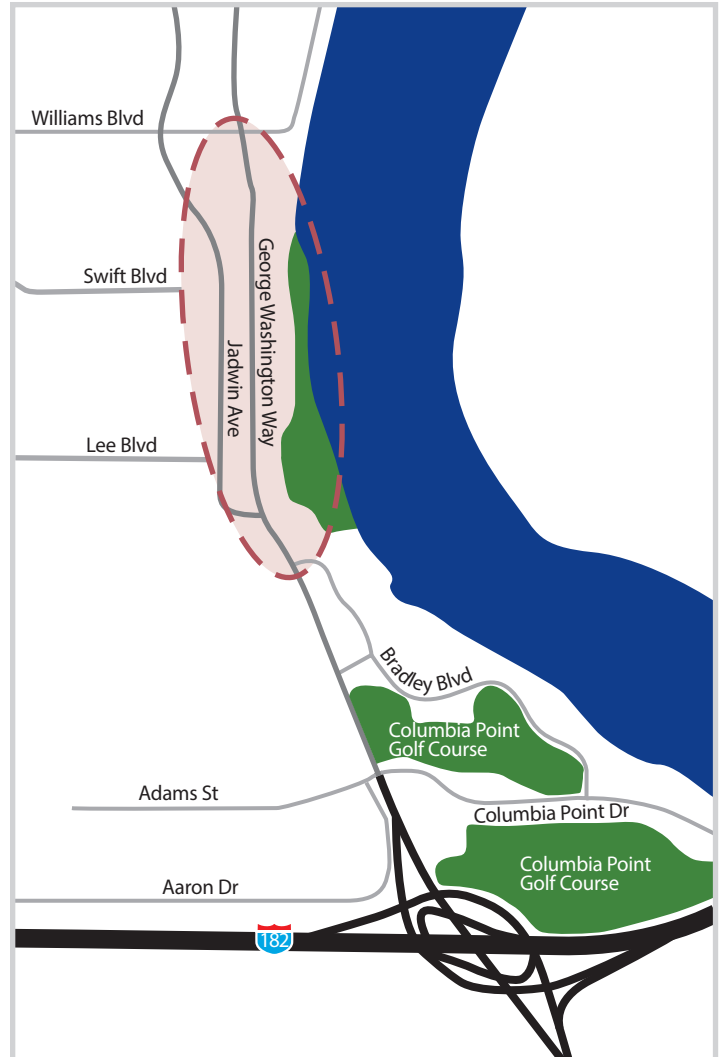 Williams Blvd
Swift Blvd
George Washington Way
Jadwin Ave
Lee Blvd
Bradley Blvd
Columbia Point
Golf Course
Adams St
Columbia Point Dr
Columbia Point
Golf Course
Aaron Dr
182